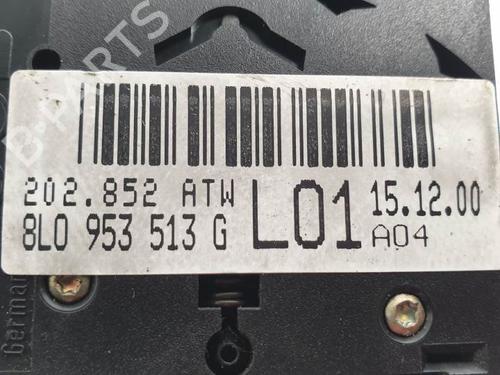 B-PARTS
202.852 ATW
8L0 953 513 G
L01
15.12.00
A04
German